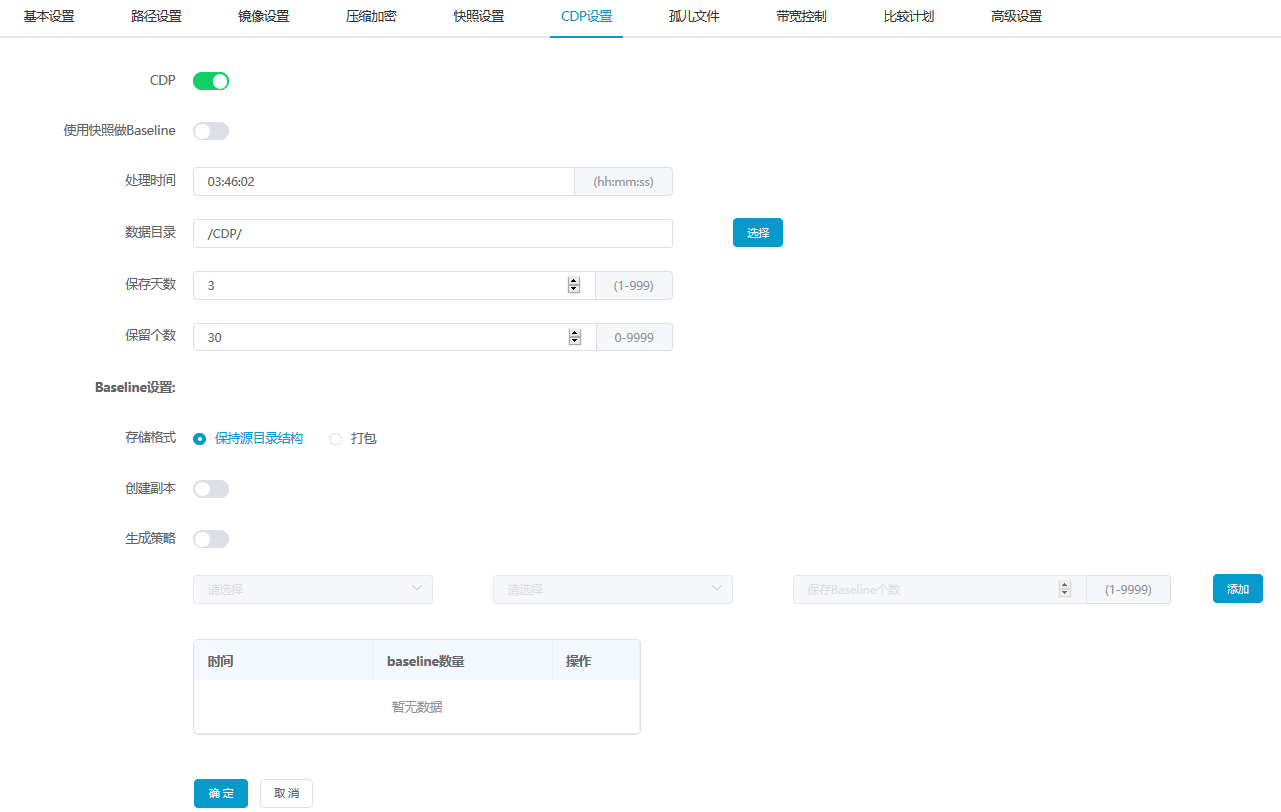 基本设置 路径设置 镜像设置 压缩加密 快照设置 CDP设置 孤儿文件 带宽控制 比较计划 高级设置
CDP
使用快照做Baseline
处理时间 03:46:02 (hh:mm:ss)
数据目录 /CDP/ 选择
保存天数 3 (1-999)
保留个数 30 0-9999
Baseline设置:
存储格式 保持源目录结构 打包
创建副本
生成策略
请选择 请选择 保存Baseline个数 (1-9999) 添加
时间 baseline数量 操作
暂无数据
确定 取消